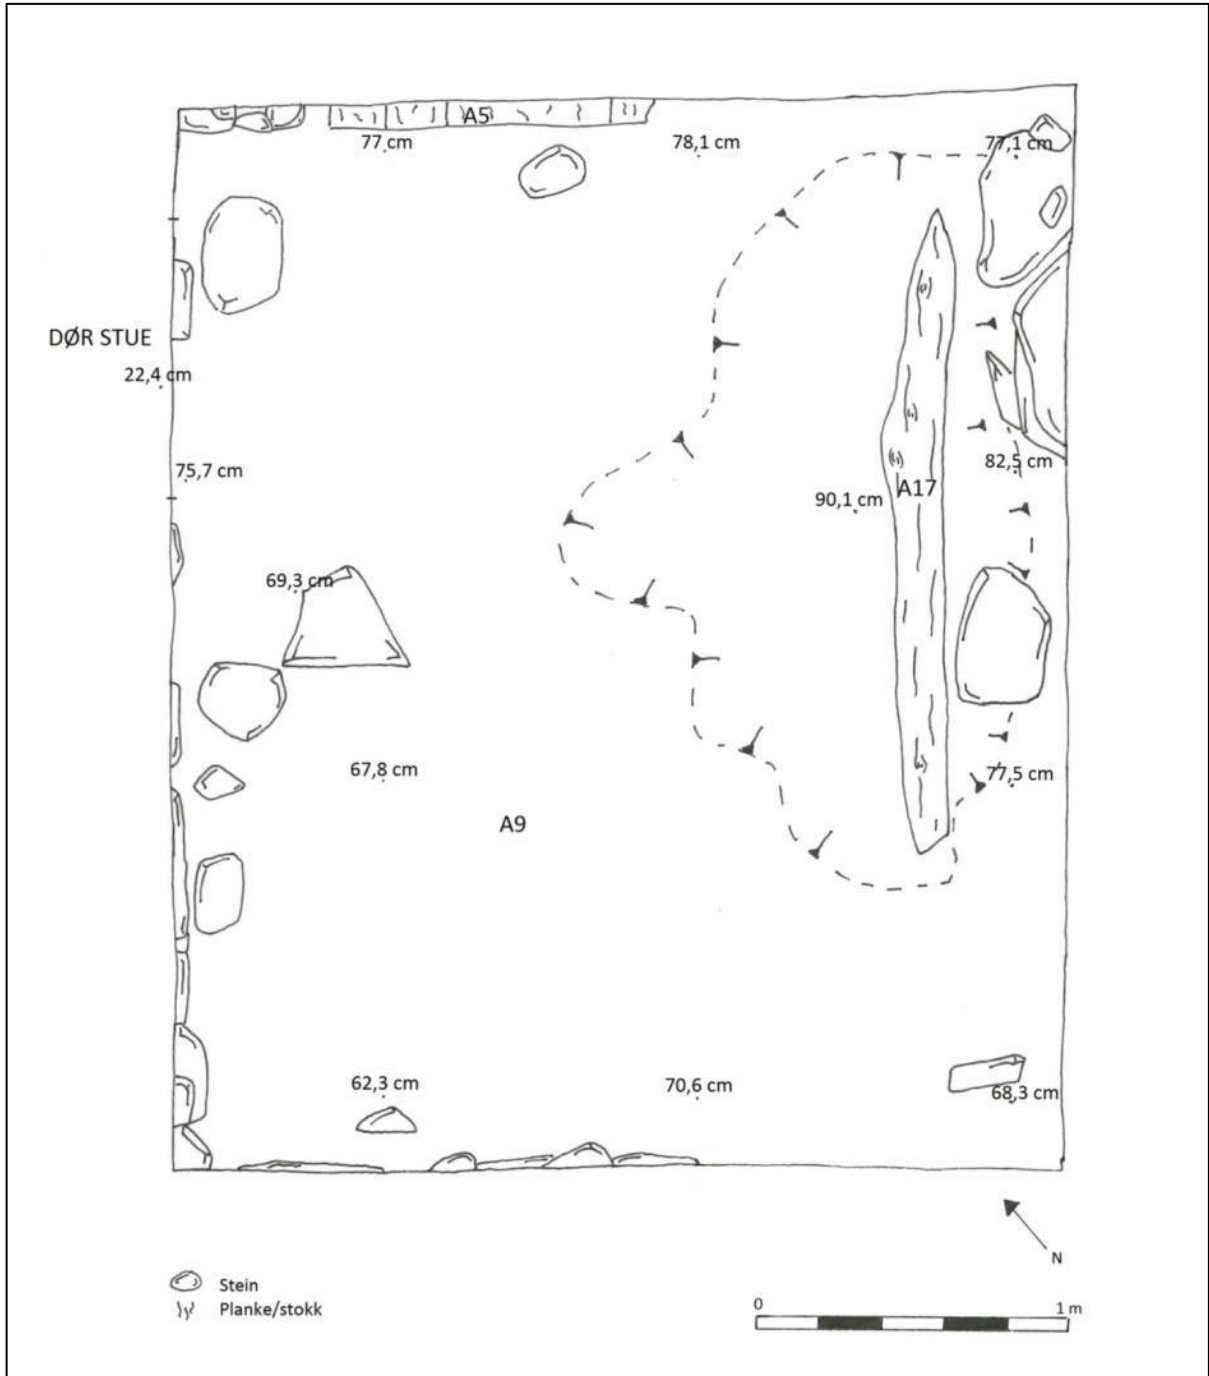 A5
77 cm
78,1 cm
77,1 cm
DØR STUE
22,4 cm
75,7 cm
82,5 cm
A17
90,1 cm
69,3 cm
67,8 cm
77,5 cm
A9
62,3 cm
70,6 cm
68,3 cm
N
Stein
Planke/stokk
0
1 m